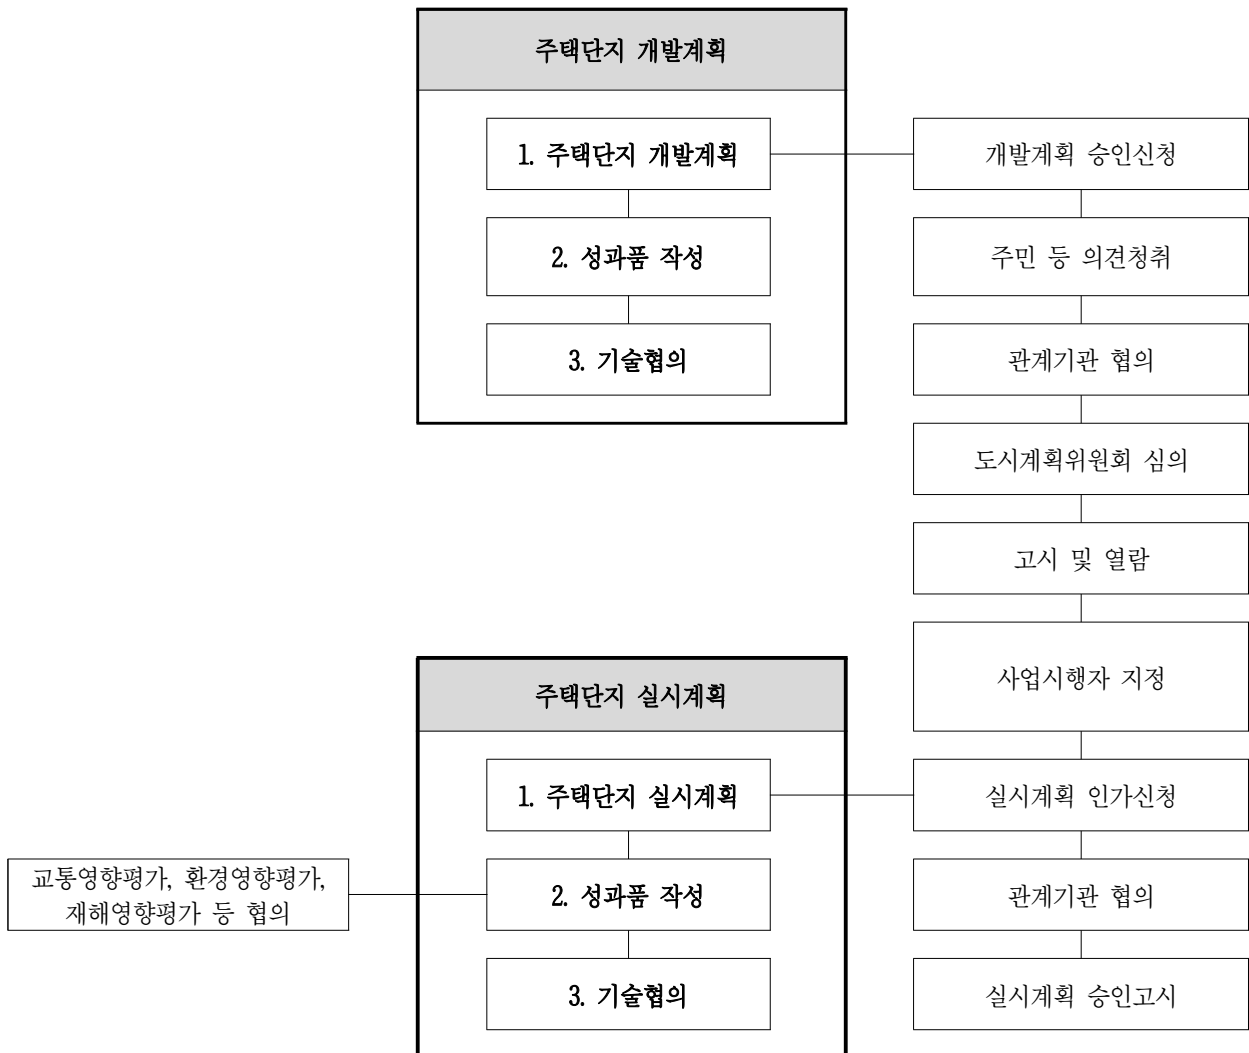 주택단지 개발계획
1. 주택단지 개발계획
개발계획 승인신청
2. 성과품 작성
주민 등 의견청취
3. 기술협의
관계기관 협의
도시계획위원회 심의
고시 및 열람
사업시행자 지정
주택단지 실시계획
1. 주택단지 실시계획
실시계획 인가신청
교통영향평가, 환경영향평가,
재해영향평가 등 협의
2. 성과품 작성
관계기관 협의
3. 기술협의
실시계획 승인고시